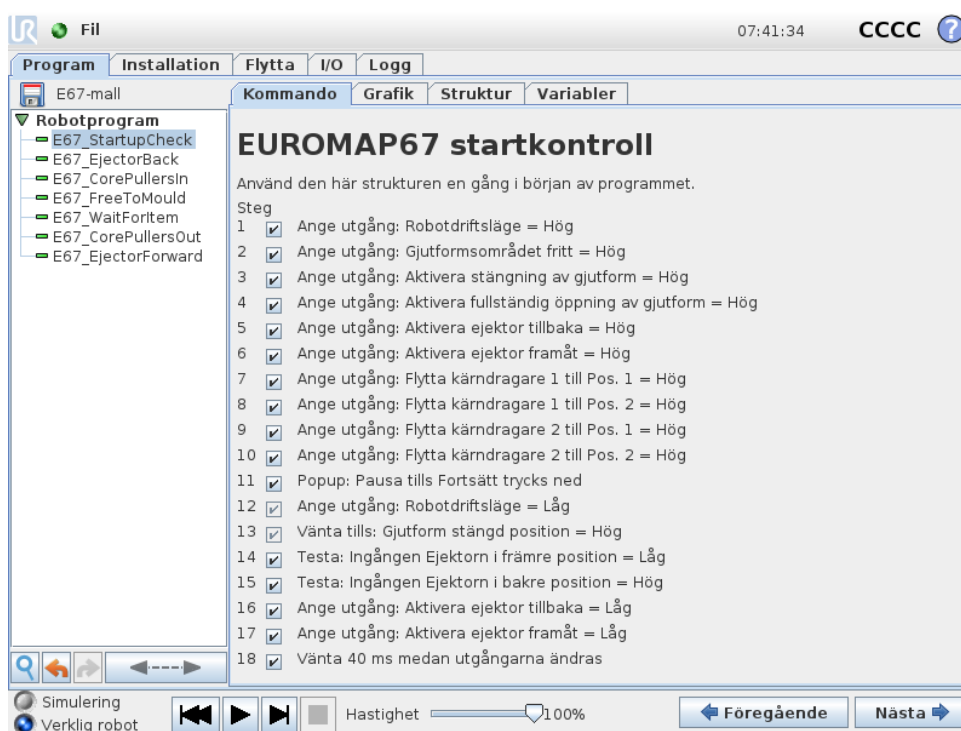 UR Fil 07:41:34 CCCC ?
Program Installation Flytta I/O Logg
E67-mall
Kommando Grafik Struktur Variabler
Robotprogram
E67_StartupCheck
E67_EjectorBack
E67_CorePullersIn
E67_FreeToMould
E67_WaitForItem
E67_CorePullersOut
E67_EjectorForward
EUROMAP67 startkontroll
Använd den här strukturen en gång i början av programmet.
Steg
1 Ange utgång: Robotdriftsläge = Hög
2 Ange utgång: Gjutformsområdet fritt = Hög
3 Ange utgång: Aktivera stängning av gjutform = Hög
4 Ange utgång: Aktivera fullständig öppning av gjutform = Hög
5 Ange utgång: Aktivera ejektor tillbaka = Hög
6 Ange utgång: Aktivera ejektor framåt = Hög
7 Ange utgång: Flytta kärndragare 1 till Pos. 1 = Hög
8 Ange utgång: Flytta kärndragare 1 till Pos. 2 = Hög
9 Ange utgång: Flytta kärndragare 2 till Pos. 1 = Hög
10 Ange utgång: Flytta kärndragare 2 till Pos. 2 = Hög
11 Popup: Pausa tills Fortsätt trycks ned
12 Ange utgång: Robotdriftsläge = Låg
13 Vänta tills: Gjutform stängd position = Hög
14 Testa: Ingången Ejektorn i främre position = Låg
15 Testa: Ingången Ejektorn i bakre position = Hög
16 Ange utgång: Aktivera ejektor tillbaka = Låg
17 Ange utgång: Aktivera ejektor framåt = Låg
18 Vänta 40 ms medan utgångarna ändras
Simulering
Verklig robot
Hastighet 100%
Föregående
Nästa